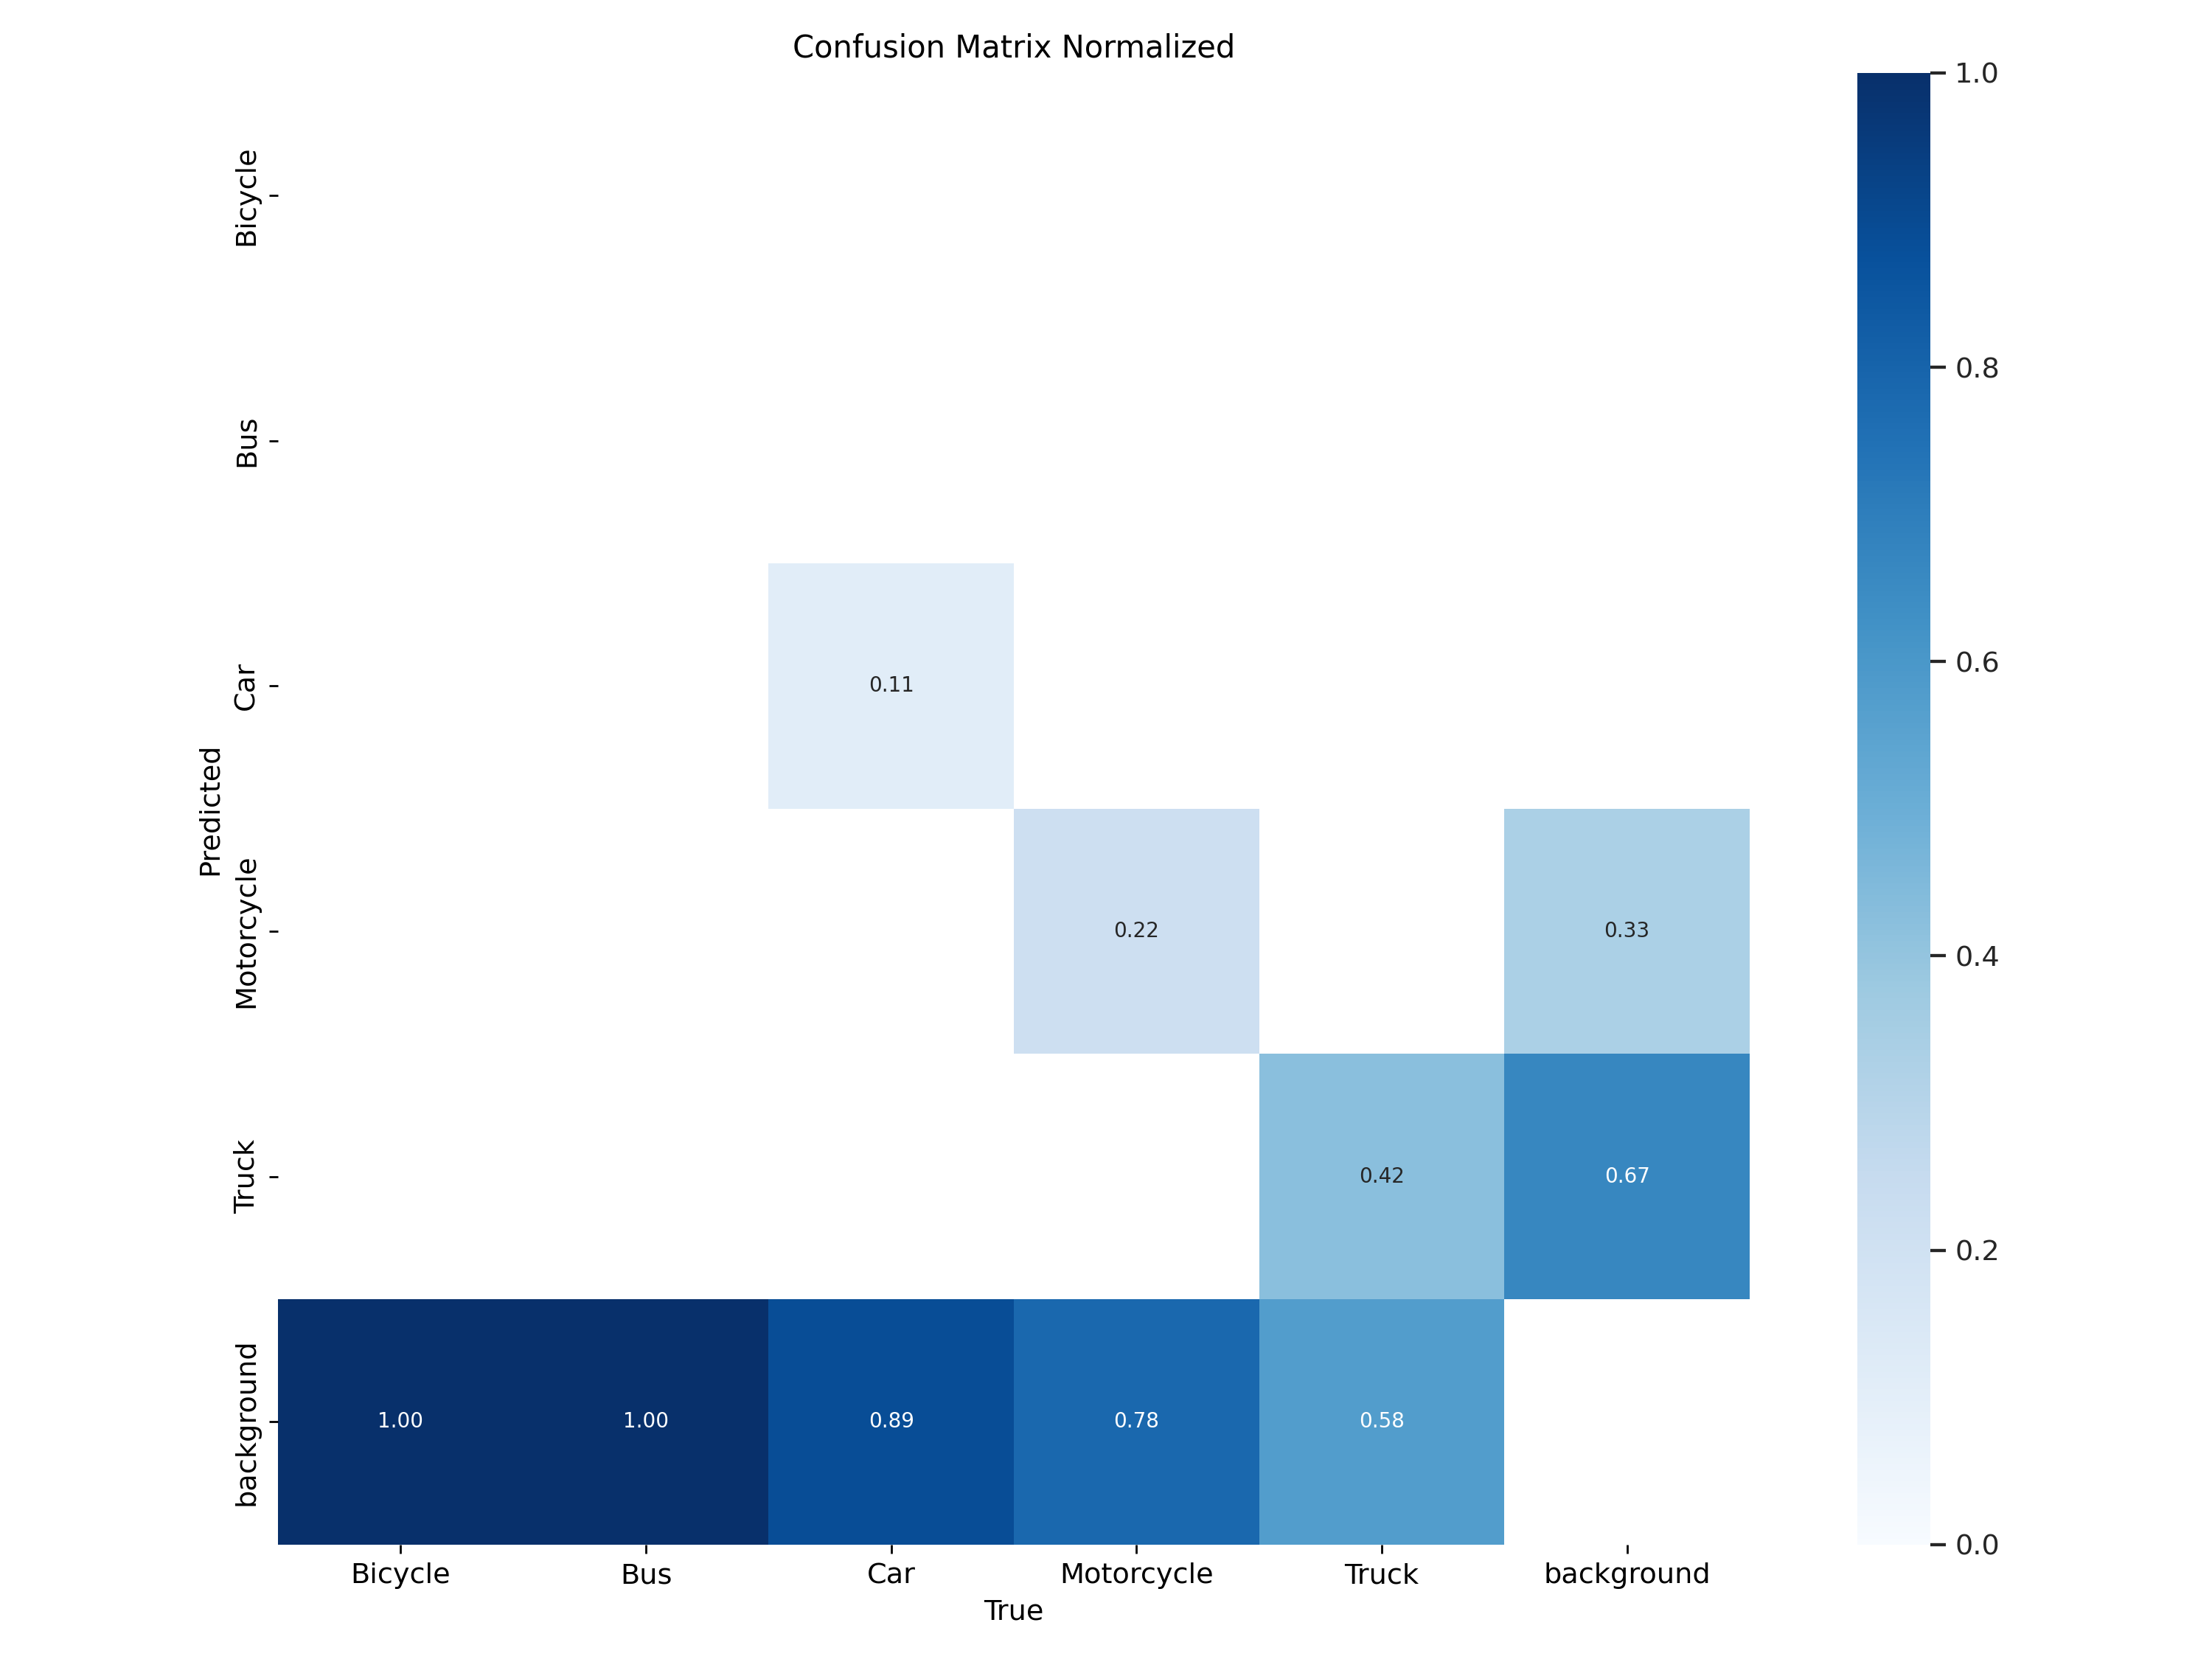 Confusion Matrix Normalized
1.0
0.8
0.6
0.4
0.2
0.0
Predicted
Bicycle
Bus
Car
0.11
Motorcycle
0.22 0.33
Truck
0.42 0.67
background
1.00 1.00 0.89 0.78 0.58
Bicycle Bus Car Motorcycle Truck background
True